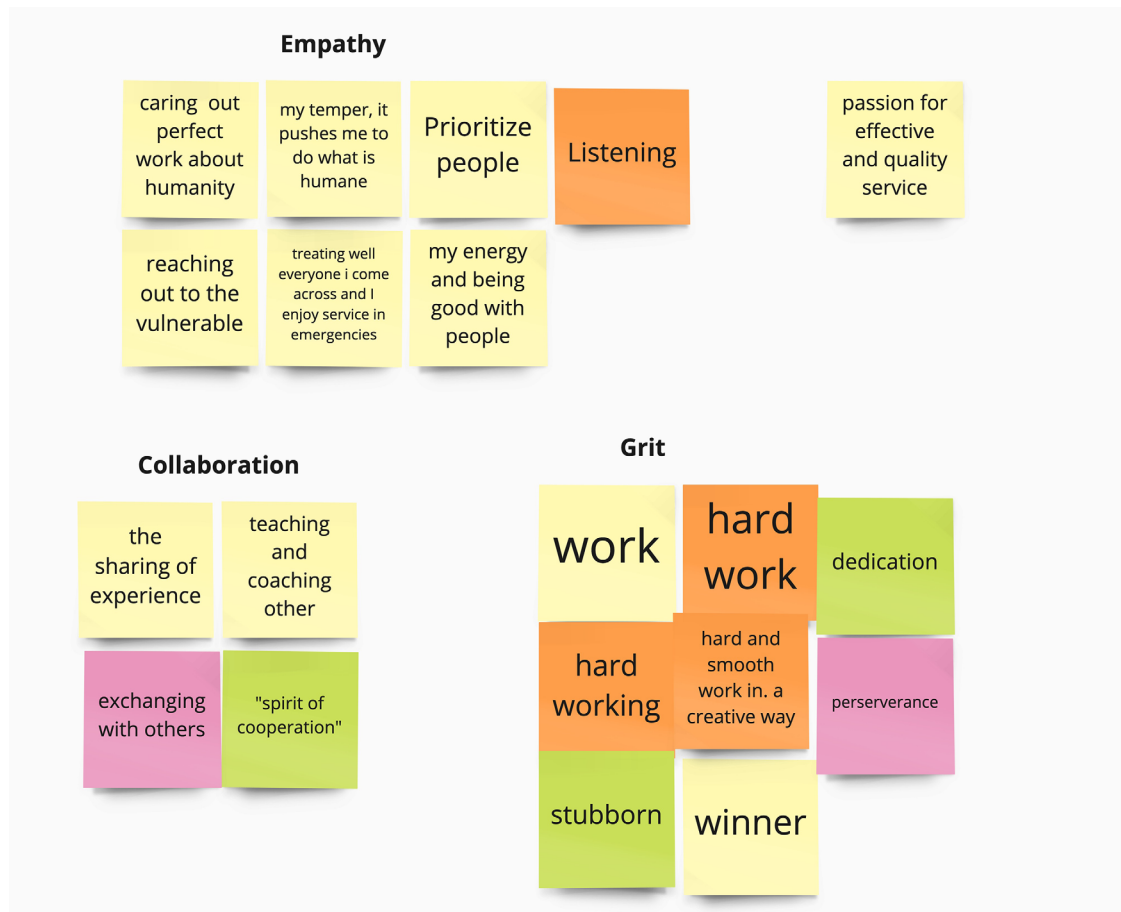 Empathy
caring out
perfect
work about
humanity
my temper, it
pushes me to
do what is
humane
Prioritize
people
Listening
passion for
effective
and quality
service
reaching
out to the
vulnerable
treating well
everyone i come
across and I
enjoy service in
emergencies
my energy
and being
good with
people
Collaboration
the
sharing of
experience
teaching
and
coaching
other
exchanging
with others
"spirit of
cooperation"
Grit
work
hard
work
dedication
hard
working
hard and
smooth
work in. a
creative way
perserverance
stubborn
winner